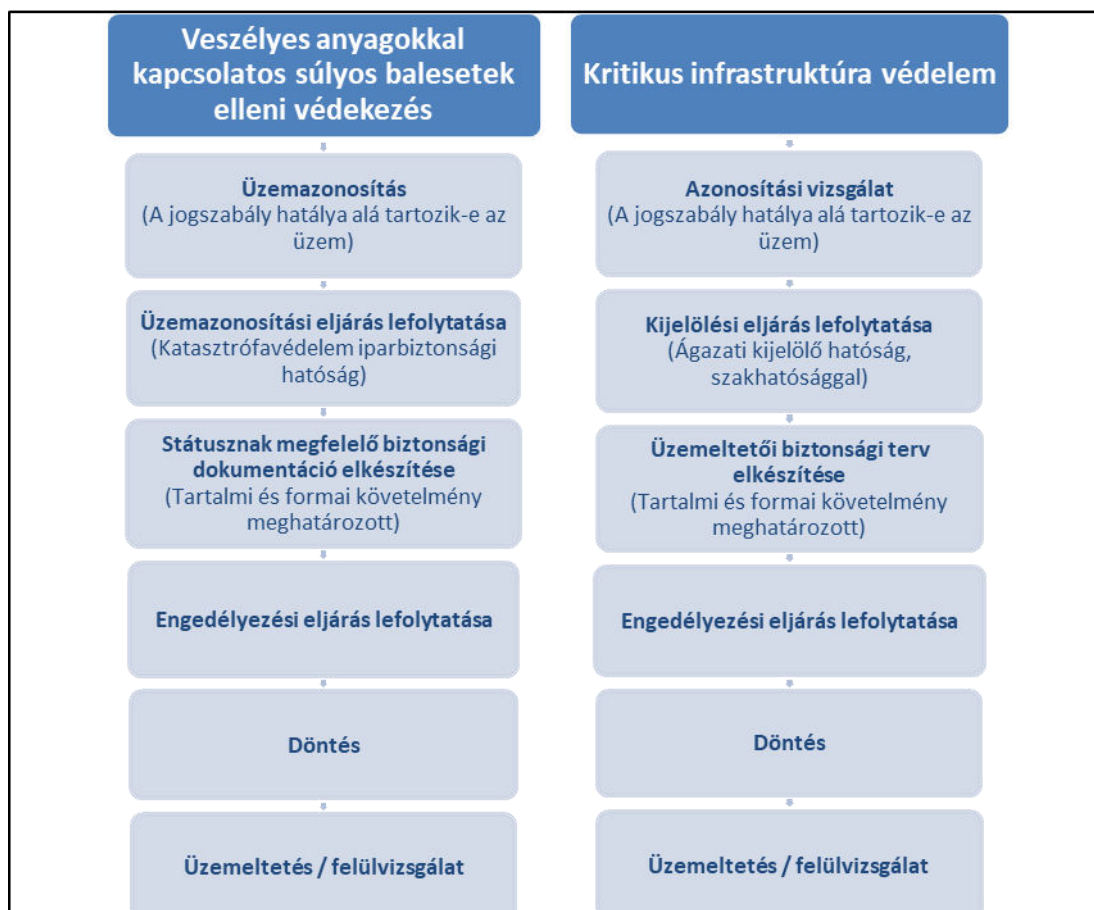 Veszélyes anyagokkal
kapcsolatos súlyos balesetek
elleni védekezés
Üzemazonosítás
(A jogszabály hatálya alá tartozik-e az
üzem)
Üzemazonosítási eljárás lefolytatása
(Katasztrófavédelem iparbiztonsági
hatóság)
Státusznak megfelelő biztonsági
dokumentáció elkészítése
(Tartalmi és formai követelmény
meghatározott)
Engedélyezési eljárás lefolytatása
Döntés
Üzemeltetés / felülvizsgálat
Kritikus infrastruktúra védelem
Azonosítási vizsgálat
(A jogszabály hatálya alá tartozik-e az
üzem)
Kijelölési eljárás lefolytatása
(Ágazati kijelölő hatóság,
szakhatósággal)
Üzemeltetői biztonsági terv
elkészítése
(Tartalmi és formai követelmény
meghatározott)
Engedélyezési eljárás lefolytatása
Döntés
Üzemeltetés / felülvizsgálat